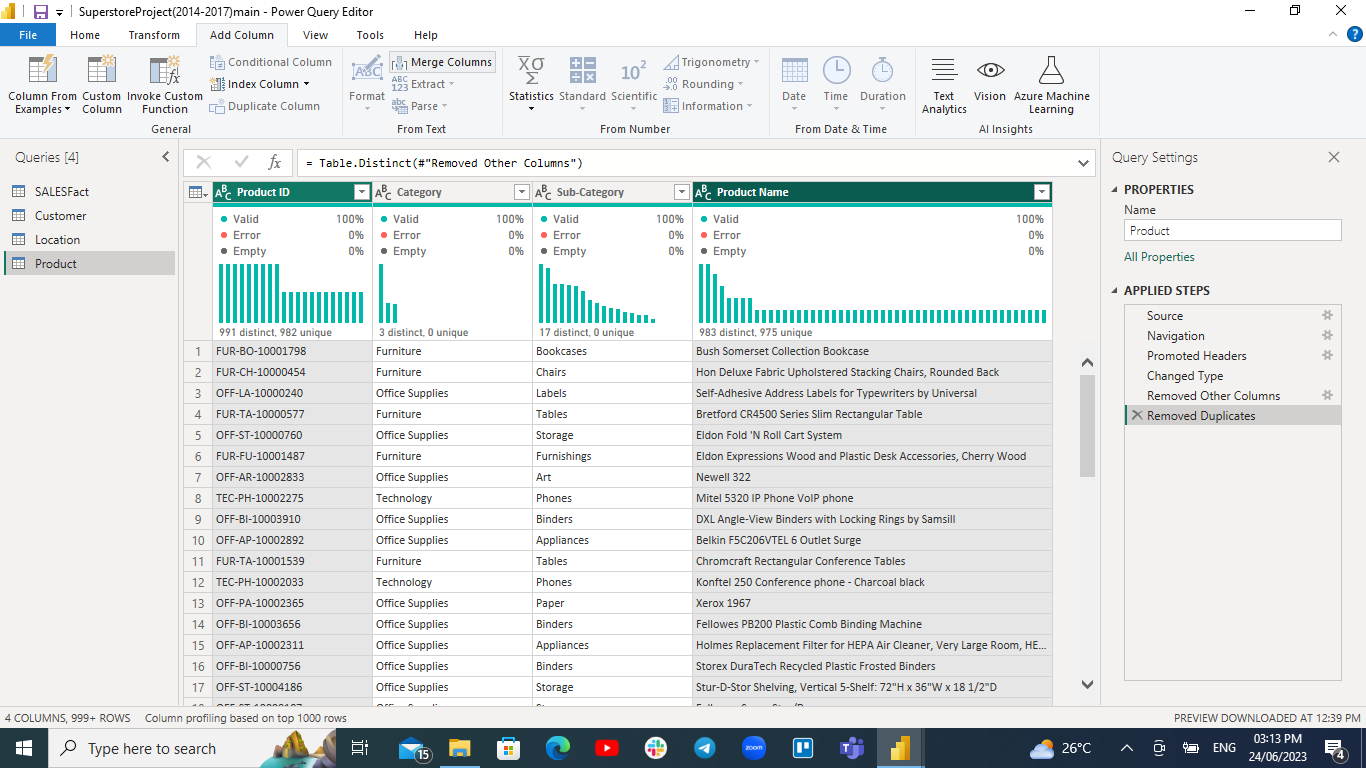 SuperstoreProject(2014-2017)main - Power Query Editor
File Home Transform Add Column View Tools Help
Column From Examples
Custom Column
Invoke Custom Function
Conditional Column
Index Column
Duplicate Column
General
Format
Merge Columns
Extract
Parse
From Text
Statistics
Standard
Scientific
Trigonometry
Rounding
Information
From Number
Date
Time
Duration
From Date & Time
Text Analytics
Vision
Azure Machine Learning
AI Insights
Queries [4]
SALESFact
Customer
Location
Product
= Table.Distinct(#"Removed Other Columns")
Product ID Category Sub-Category Product Name
Valid 100% Valid 100% Valid 100% Valid 100%
Error 0% Error 0% Error 0% Error 0%
Empty 0% Empty 0% Empty 0% Empty 0%
991 distinct, 982 unique 3 distinct, 0 unique 17 distinct, 0 unique 983 distinct, 975 unique
1 FUR-BO-10001798 Furniture Bookcases Bush Somerset Collection Bookcase
2 FUR-CH-10000454 Furniture Chairs Hon Deluxe Fabric Upholstered Stacking Chairs, Rounded Back
3 OFF-LA-10000240 Office Supplies Labels Self-Adhesive Address Labels for Typewriters by Universal
4 FUR-TA-10000577 Furniture Tables Bretford CR4500 Series Slim Rectangular Table
5 OFF-ST-10000760 Office Supplies Storage Eldon Fold 'N Roll Cart System
6 FUR-FU-10001487 Furniture Furnishings Eldon Expressions Wood and Plastic Desk Accessories, Cherry Wood
7 OFF-AR-10002833 Office Supplies Art Newell 322
8 TEC-PH-10002275 Technology Phones Mitel 5320 IP Phone VoIP phone
9 OFF-BI-10003910 Office Supplies Binders DXL Angle-View Binders with Locking Rings by Samsill
10 OFF-AP-10002892 Office Supplies Appliances Belkin F5C206VTEL 6 Outlet Surge
11 FUR-TA-10001539 Furniture Tables Chromcraft Rectangular Conference Tables
12 TEC-PH-10002033 Technology Phones Konftel 250 Conference phone - Charcoal black
13 OFF-PA-10002365 Office Supplies Paper Xerox 1967
14 OFF-BI-10003656 Office Supplies Binders Fellowes PB200 Plastic Comb Binding Machine
15 OFF-AP-10002311 Office Supplies Appliances Holmes Replacement Filter for HEPA Air Cleaner, Very Large Room, HE...
16 OFF-BI-10000756 Office Supplies Binders Storex DuraTech Recycled Plastic Frosted Binders
17 OFF-ST-10004186 Office Supplies Storage Stur-D-Stor Shelving, Vertical 5-Shelf: 72"H x 36"W x 18 1/2"D
Query Settings
PROPERTIES
Name
Product
All Properties
APPLIED STEPS
Source
Navigation
Promoted Headers
Changed Type
Removed Other Columns
Removed Duplicates
4 COLUMNS, 999+ ROWS Column profiling based on top 1000 rows PREVIEW DOWNLOADED AT 12:39 PM
Type here to search
15
zoom
26°C
ENG
03:13 PM
24/06/2023
4